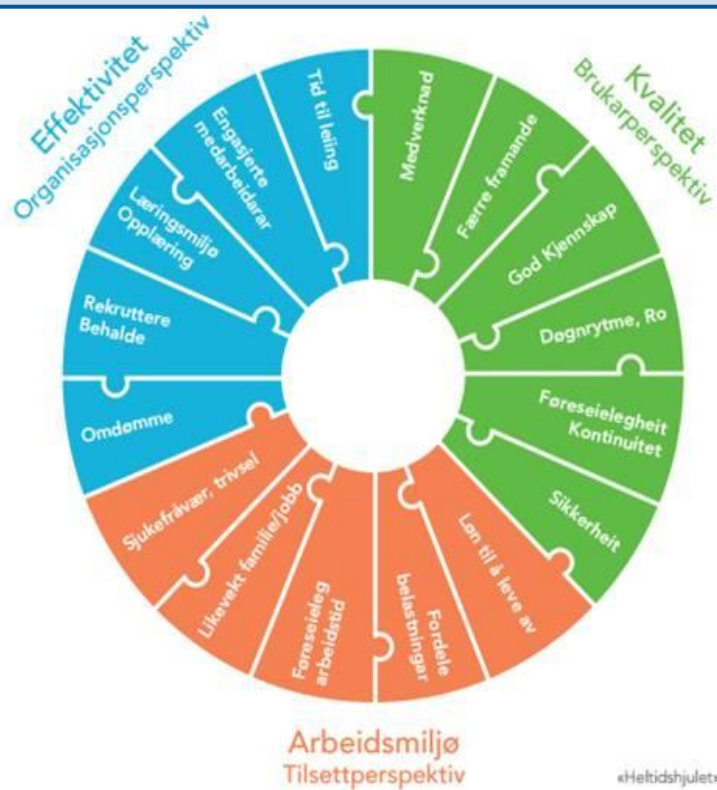 Effektivitet
Organisasjonsperspektiv
Kvalitet
Brukarperspektiv
Medverknad
Færre framande
God Kjennskap
Døgnrytme, Ro
Føreseielegheit
Kontinuitet
Sikkerheit
Løn til å leve av
Fordele
belastningar
Føreseieleg
arbeidstid
Likevekt familie/jobb
Sjukefråvær, trivsel
Omdømme
Rekruttere
Behalde
Læringsmiljø
Opplæring
Engasjerte
medarbeidarar
Tid til leiing
Arbeidsmiljø
Tilsettperspektiv
«Heltidshjulet»